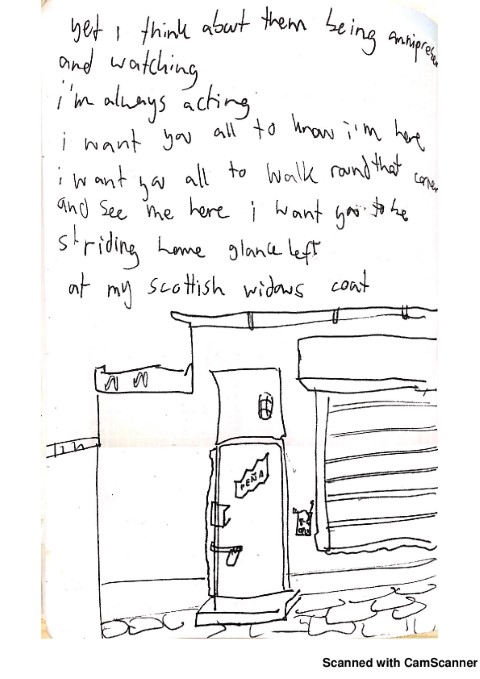 yet i think about them being omnipresen
and watching
i'm always acting
i want you all to know i'm here
i want you all to walk round that corner
and see me here i want you to be
striding home glance left
at my scottish widows coat
PEÑA
Scanned with CamScanner